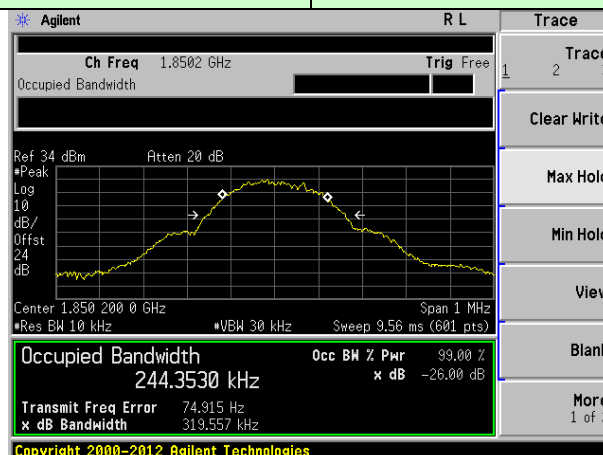 Agilent R L Trace
Ch Freq 1.8502 GHz Trig Free
Occupied Bandwidth
Trace
1 2
Clear Write
Ref 34 dBm Atten 20 dB
#Peak
Log
10
dB/
Offst
24
dB
Max Hold
Min Hold
View
Center 1.850 200 0 GHz Span 1 MHz
#Res BW 10 kHz #VBW 30 kHz Sweep 9.56 ms (601 pts)
Occupied Bandwidth Occ BW % Pwr 99.00 %
244.3530 kHz x dB -26.00 dB
Blank
Transmit Freq Error 74.915 Hz
x dB Bandwidth 319.557 kHz
More
1 of
Copyright 2000-2012 Agilent Technologies